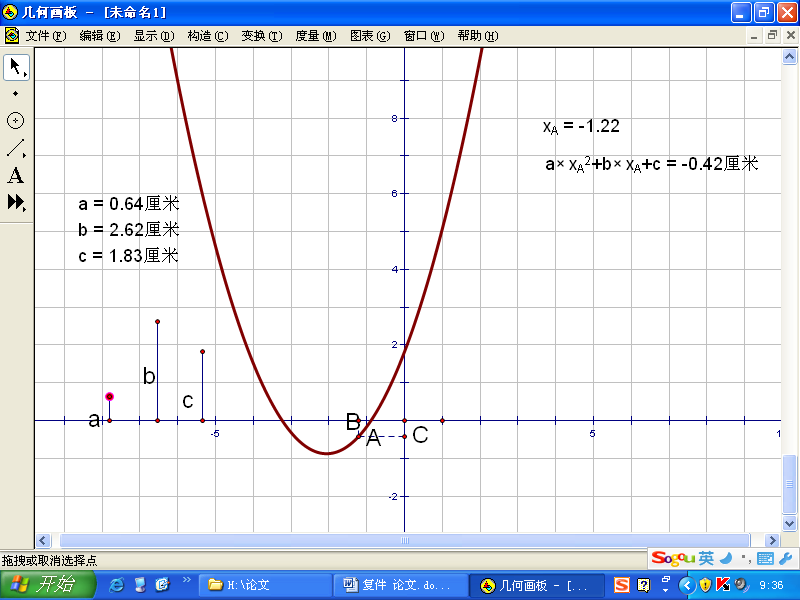 几何画板 - [未命名1]
文件(F) 编辑(E) 显示(D) 构造(C) 变换(T) 度量(M) 图表(G) 窗口(W) 帮助(H)
A
8
x_A = -1.22
a× x_A²+b× x_A+c = -0.42厘米
6
a = 0.64厘米
b = 2.62厘米
c = 1.83厘米
4
2
b
c
a
B
A
C
-5
5
1
-2
拖拽或取消选择点
Sogou 英
开始
H:\论文
复件 论文.do...
几何画板 - [...
9:36